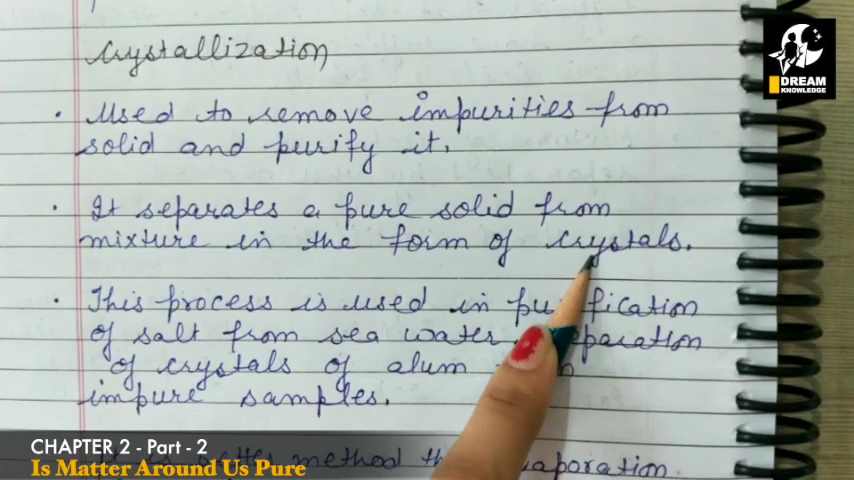 DREAM
KNOWLEDGE
Crystallization
• Used to remove impurities from
solid and purify it.
• It separates a pure solid from
mixture in the form of crystals.
• This process is used in purification
of salt from sea water,
of crystals of alum
impure samples.
CHAPTER 2 - Part - 2
Is Matter Around Us Pure
method